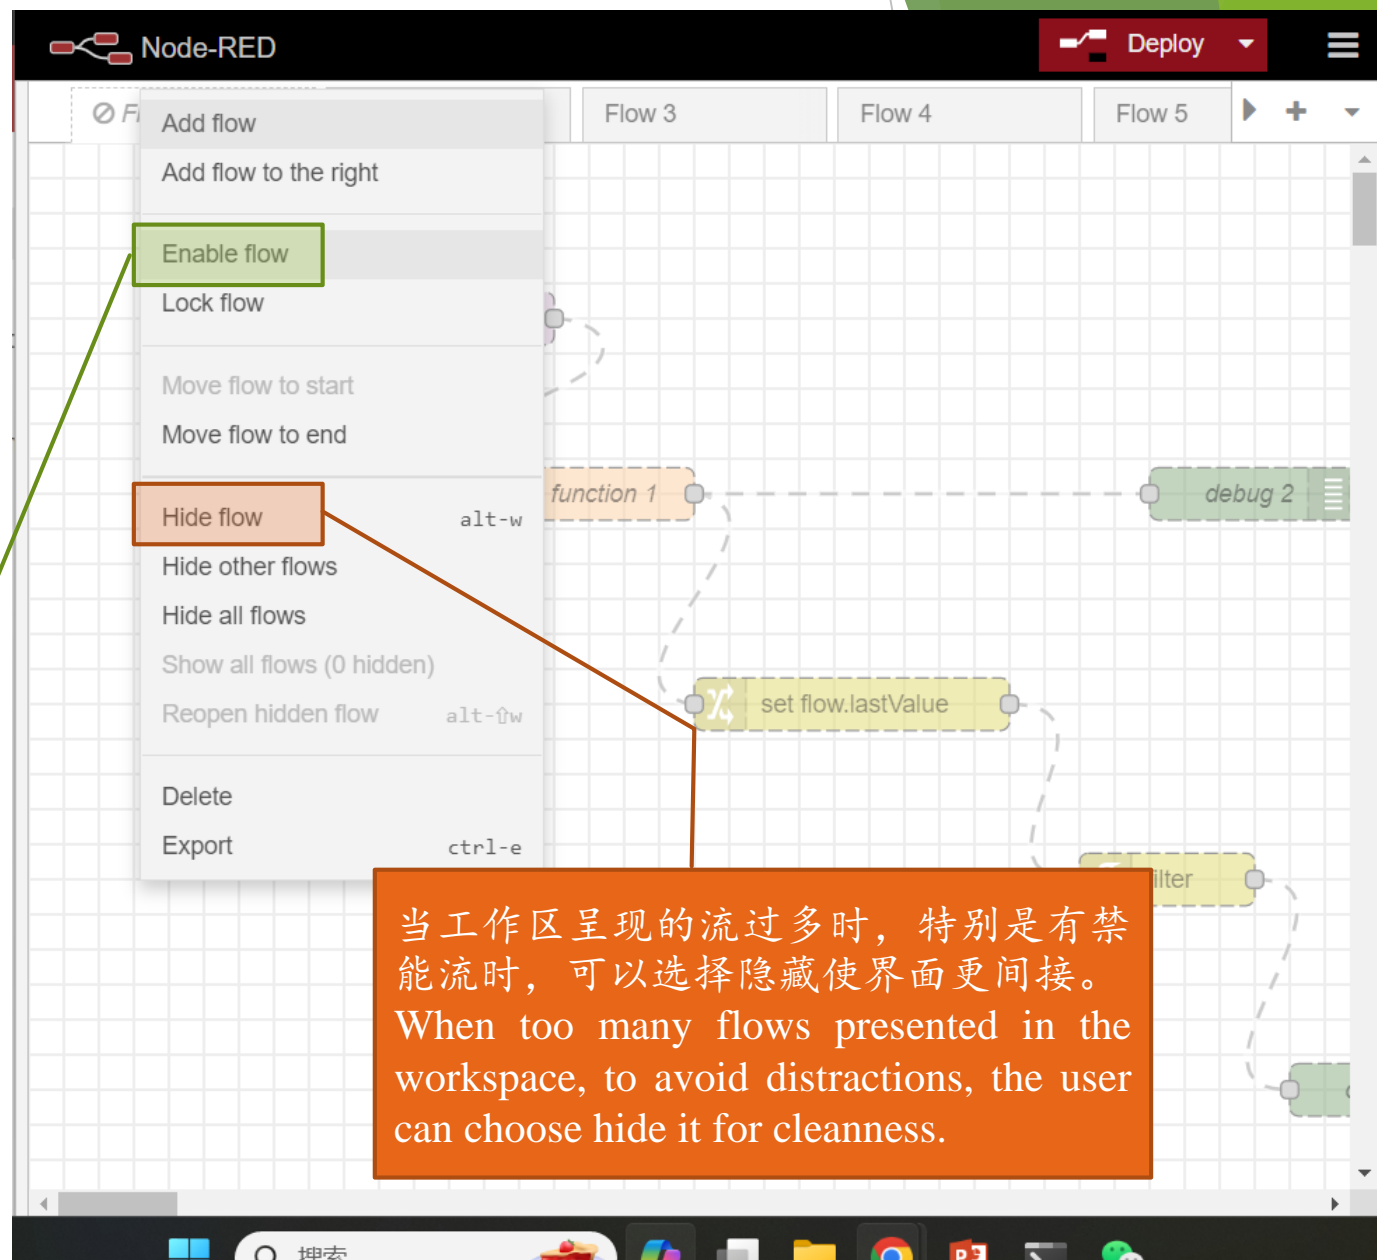 Node-RED
Deploy
Flow 3
Flow 4
Flow 5
Add flow
Add flow to the right
Enable flow
Lock flow
Move flow to start
Move flow to end
Hide flow alt-w
Hide other flows
Hide all flows
Show all flows (0 hidden)
Reopen hidden flow alt-⇧w
Delete
Export ctrl-e
function 1
debug 2
set flow.lastValue
当工作区呈现的流过多时，特别是有禁
能流时，可以选择隐藏使界面更间接。
When too many flows presented in the
workspace, to avoid distractions, the user
can choose hide it for cleanness.
搜索